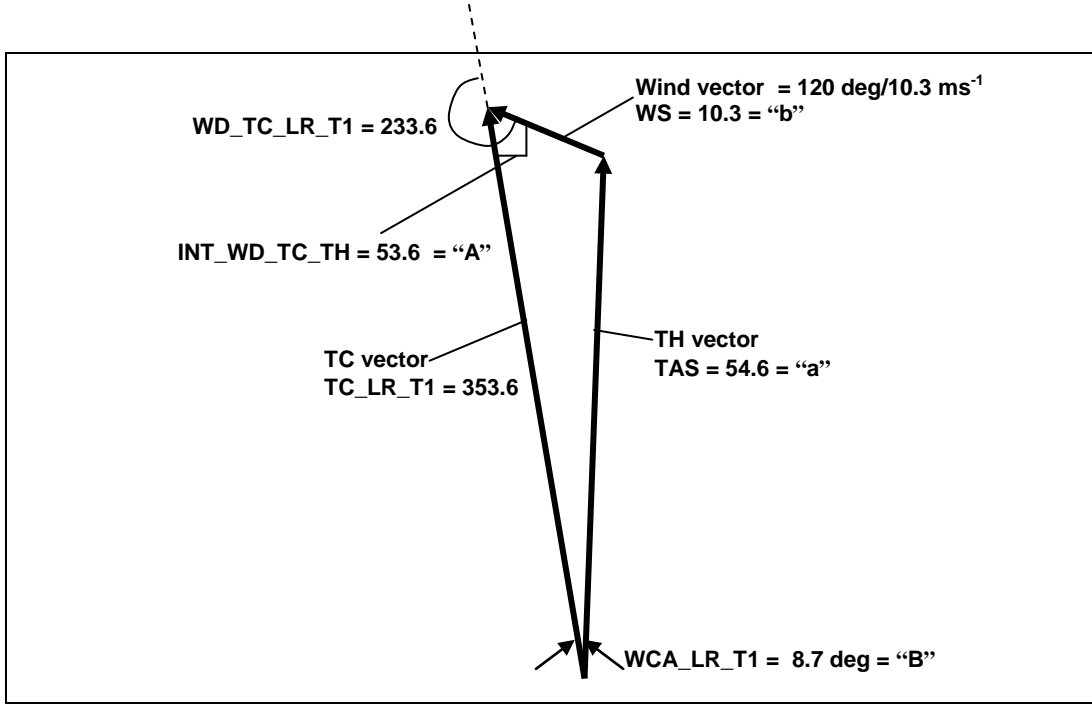 Wind vector = 120 deg/10.3 ms⁻¹
WS = 10.3 = “b”
WD_TC_LR_T1 = 233.6
INT_WD_TC_TH = 53.6 = “A”
TC vector
TC_LR_T1 = 353.6
TH vector
TAS = 54.6 = “a”
WCA_LR_T1 = 8.7 deg = “B”